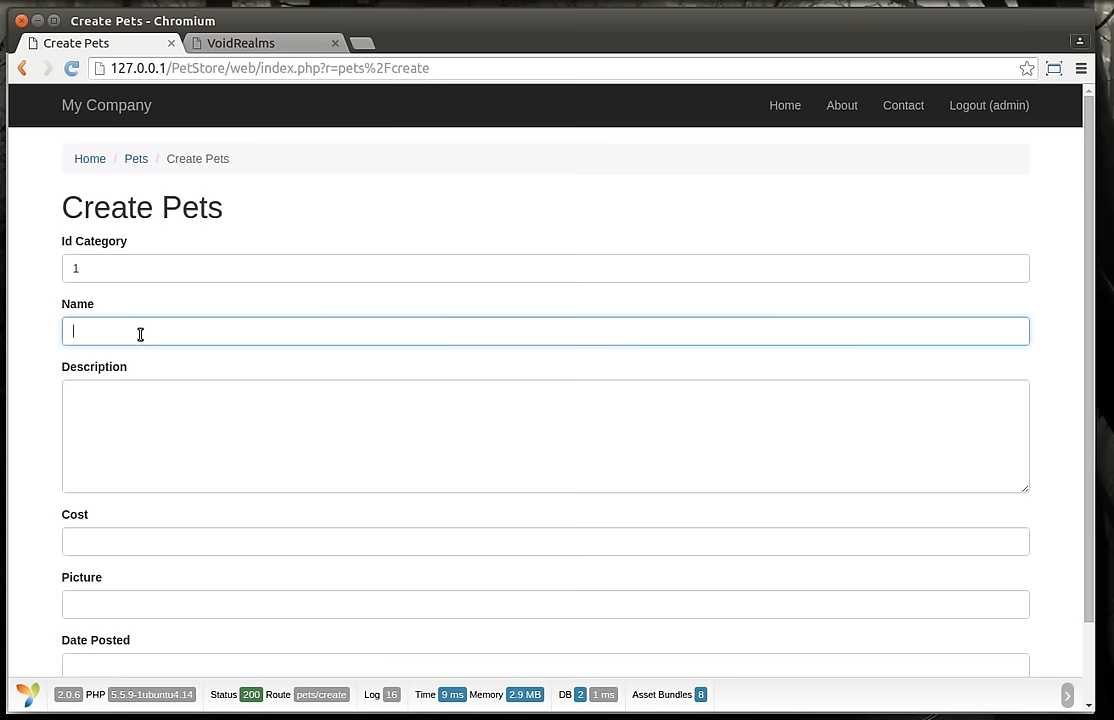 Create Pets - Chromium
Create Pets VoidRealms
127.0.0.1/PetStore/web/index.php?r=pets%2Fcreate
My Company Home About Contact Logout (admin)
Home / Pets / Create Pets
Create Pets
Id Category
1
Name
Description
Cost
Picture
Date Posted
2.0.6 PHP 5.5.9-1ubuntu4.14 Status 200 Route pets/create Log 16 Time 9 ms Memory 2.9 MB DB 2 1 ms Asset Bundles 8